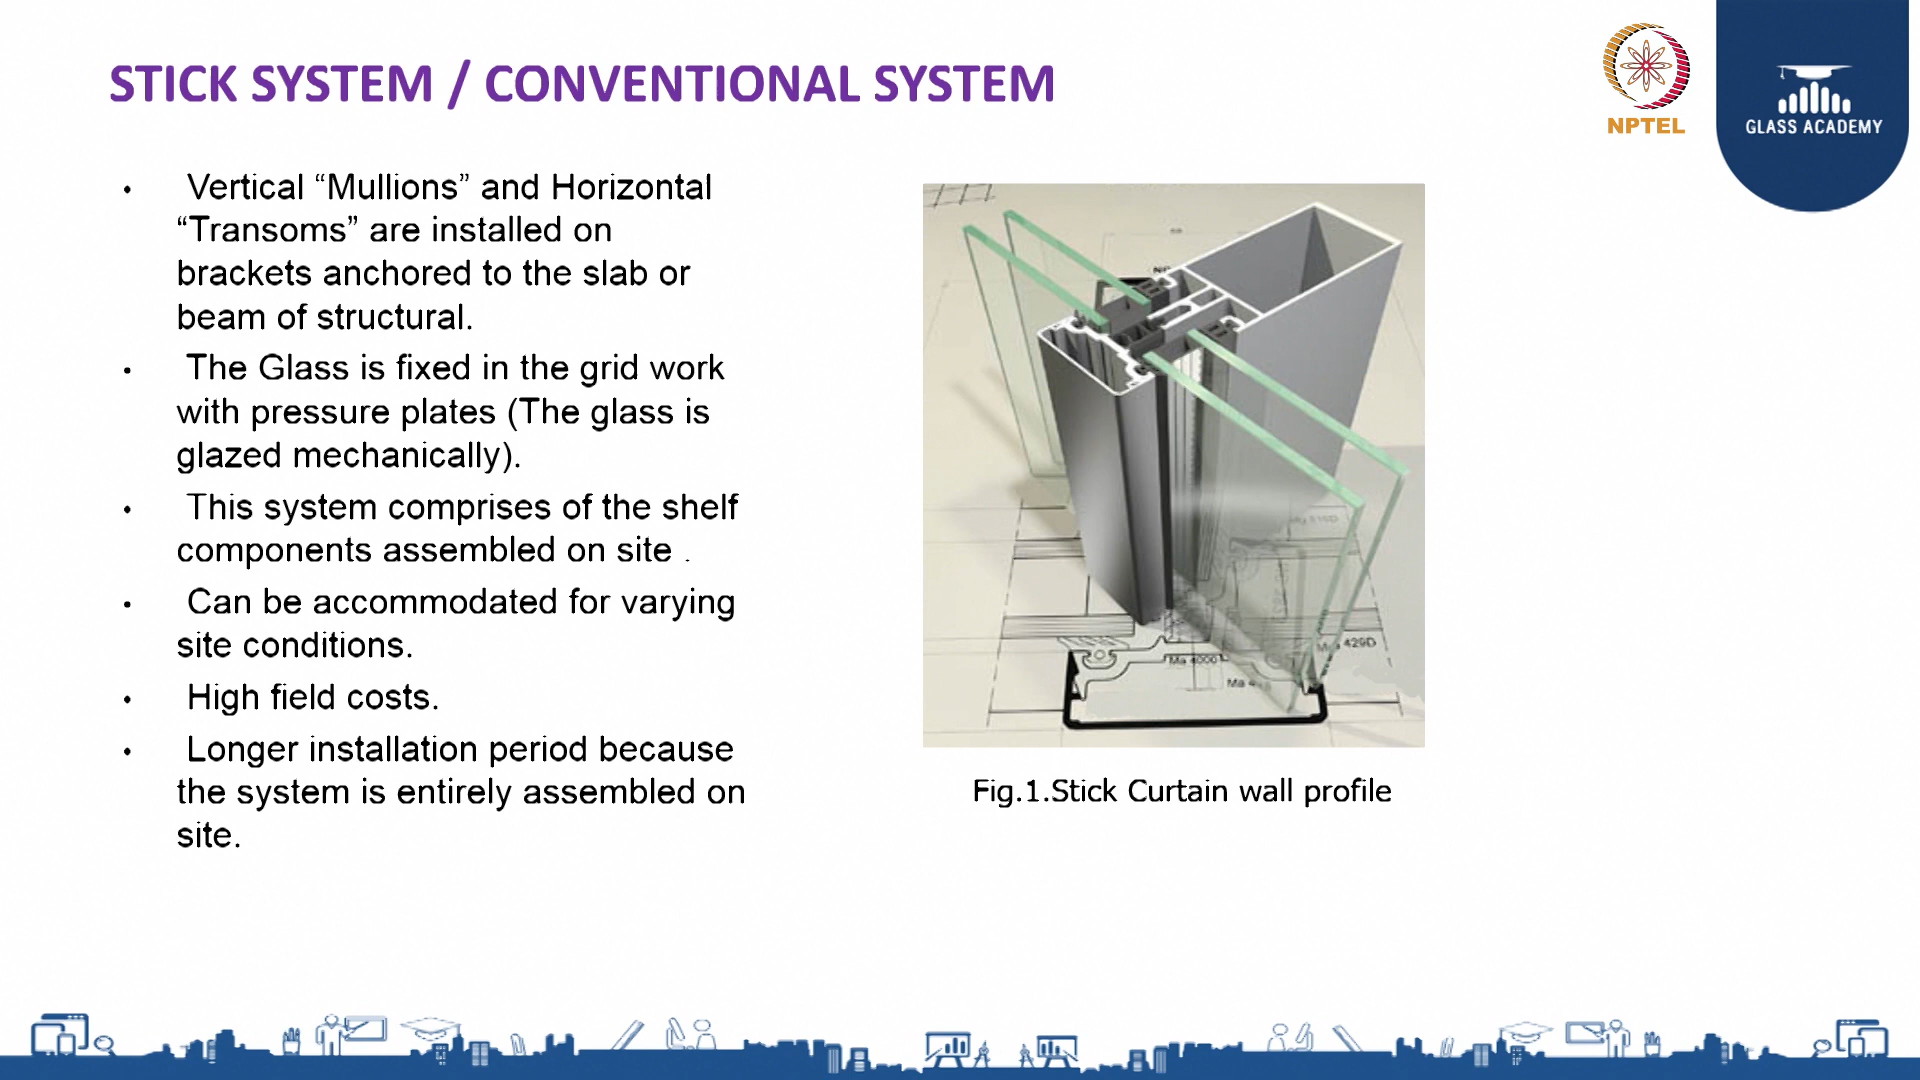 STICK SYSTEM / CONVENTIONAL SYSTEM
NPTEL
GLASS ACADEMY
• Vertical “Mullions” and Horizontal
“Transoms” are installed on
brackets anchored to the slab or
beam of structural.
• The Glass is fixed in the grid work
with pressure plates (The glass is
glazed mechanically).
• This system comprises of the shelf
components assembled on site .
• Can be accommodated for varying
site conditions.
• High field costs.
• Longer installation period because
the system is entirely assembled on
site.
Fig.1.Stick Curtain wall profile